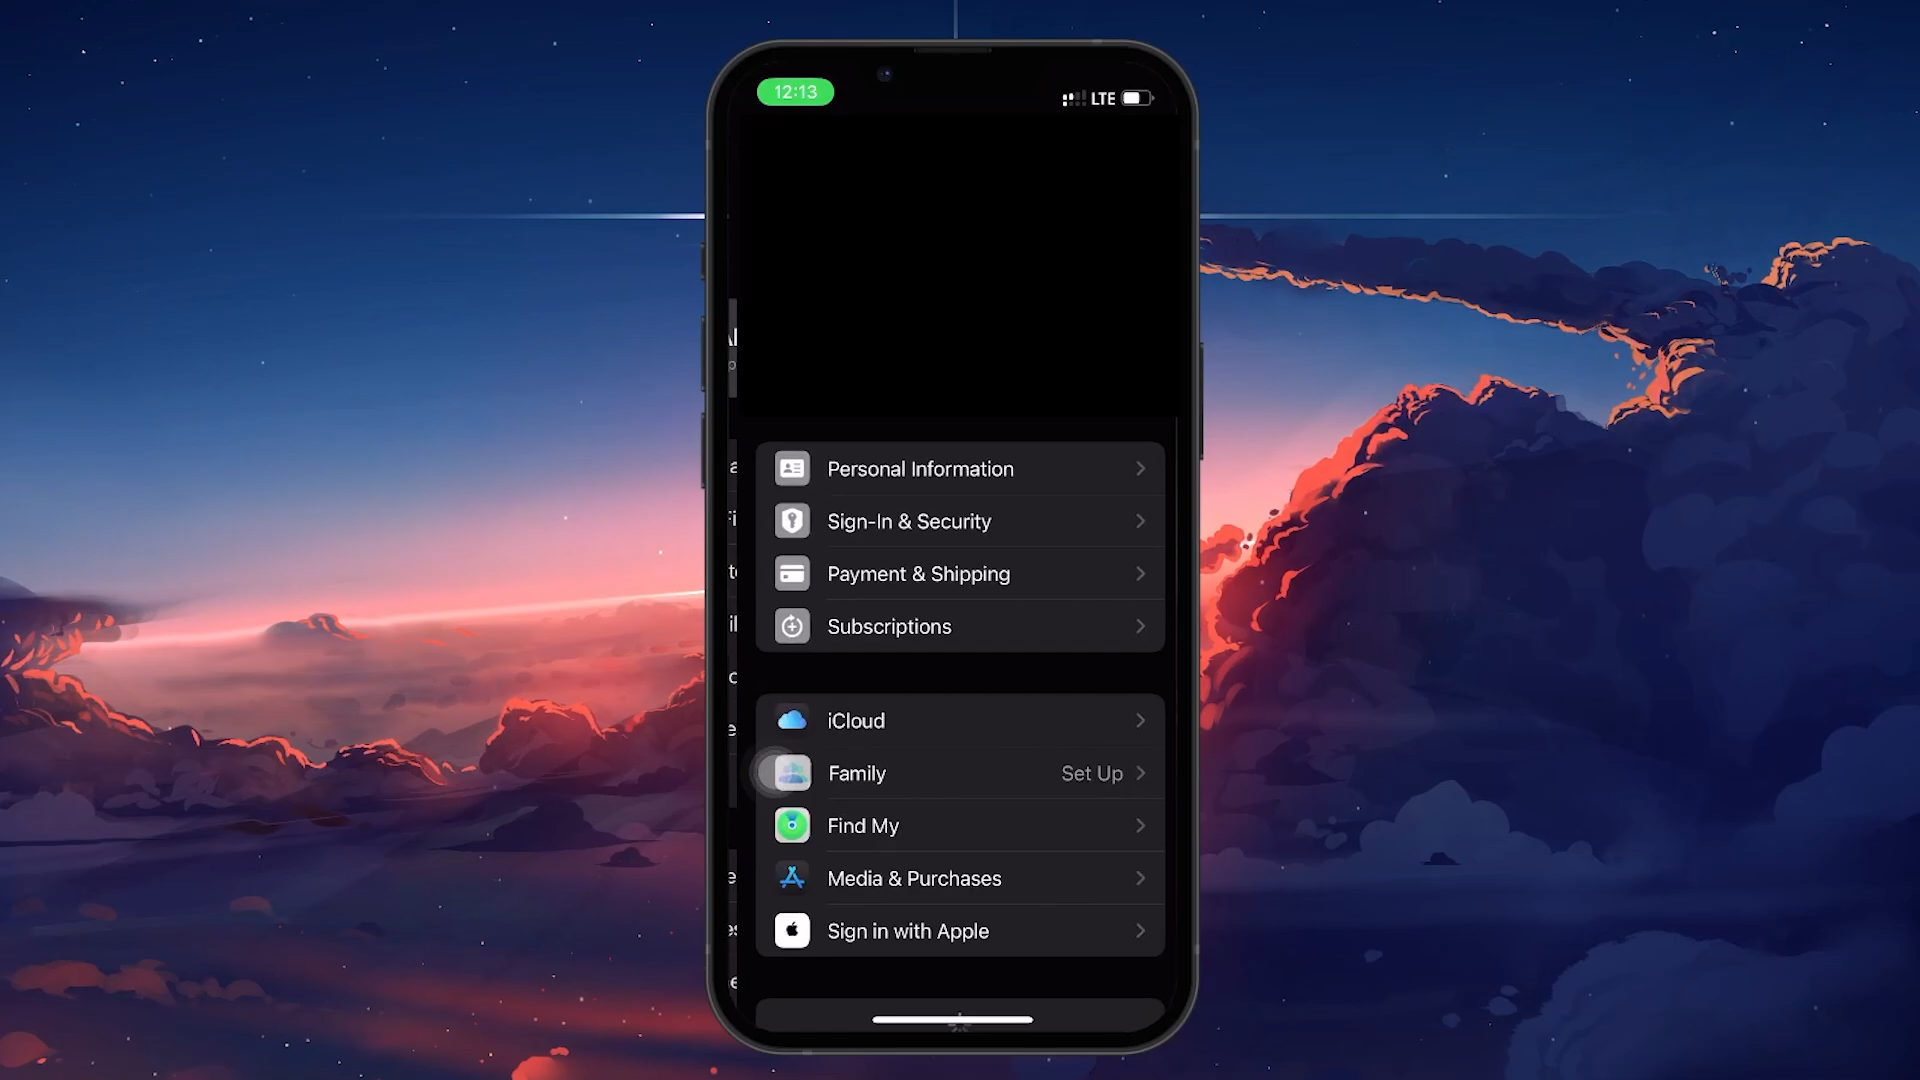 12:13
LTE
Personal Information
Sign-In & Security
Payment & Shipping
Subscriptions
iCloud
Family Set Up
Find My
Media & Purchases
Sign in with Apple